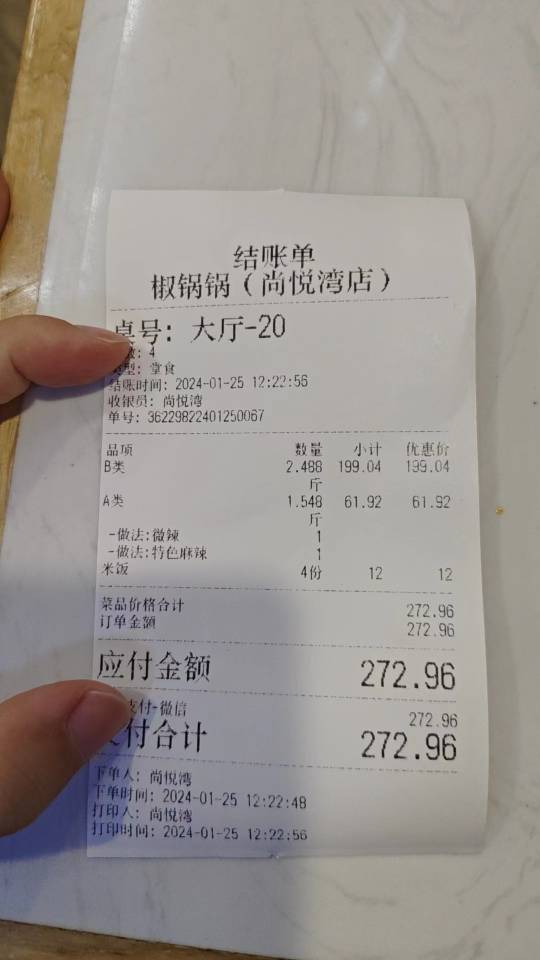 结账单
椒锅锅（尚悦湾店）
桌号: 大厅-20
数: 4
类型: 堂食
结账时间: 2024-01-25 12:22:56
收银员: 尚悦湾
单号: 36229822401250067
品项 数量 小计 优惠价
B类 2.488 199.04 199.04
斤
A类 1.548 61.92 61.92
斤
-做法:微辣 1
-做法:特色麻辣 1
米饭 4份 12 12
菜品价格合计 272.96
订单金额 272.96
应付金额 272.96
支付-微信 272.96
付合计 272.96
下单人: 尚悦湾
下单时间: 2024-01-25 12:22:48
打印人: 尚悦湾
打印时间: 2024-01-25 12:22:56